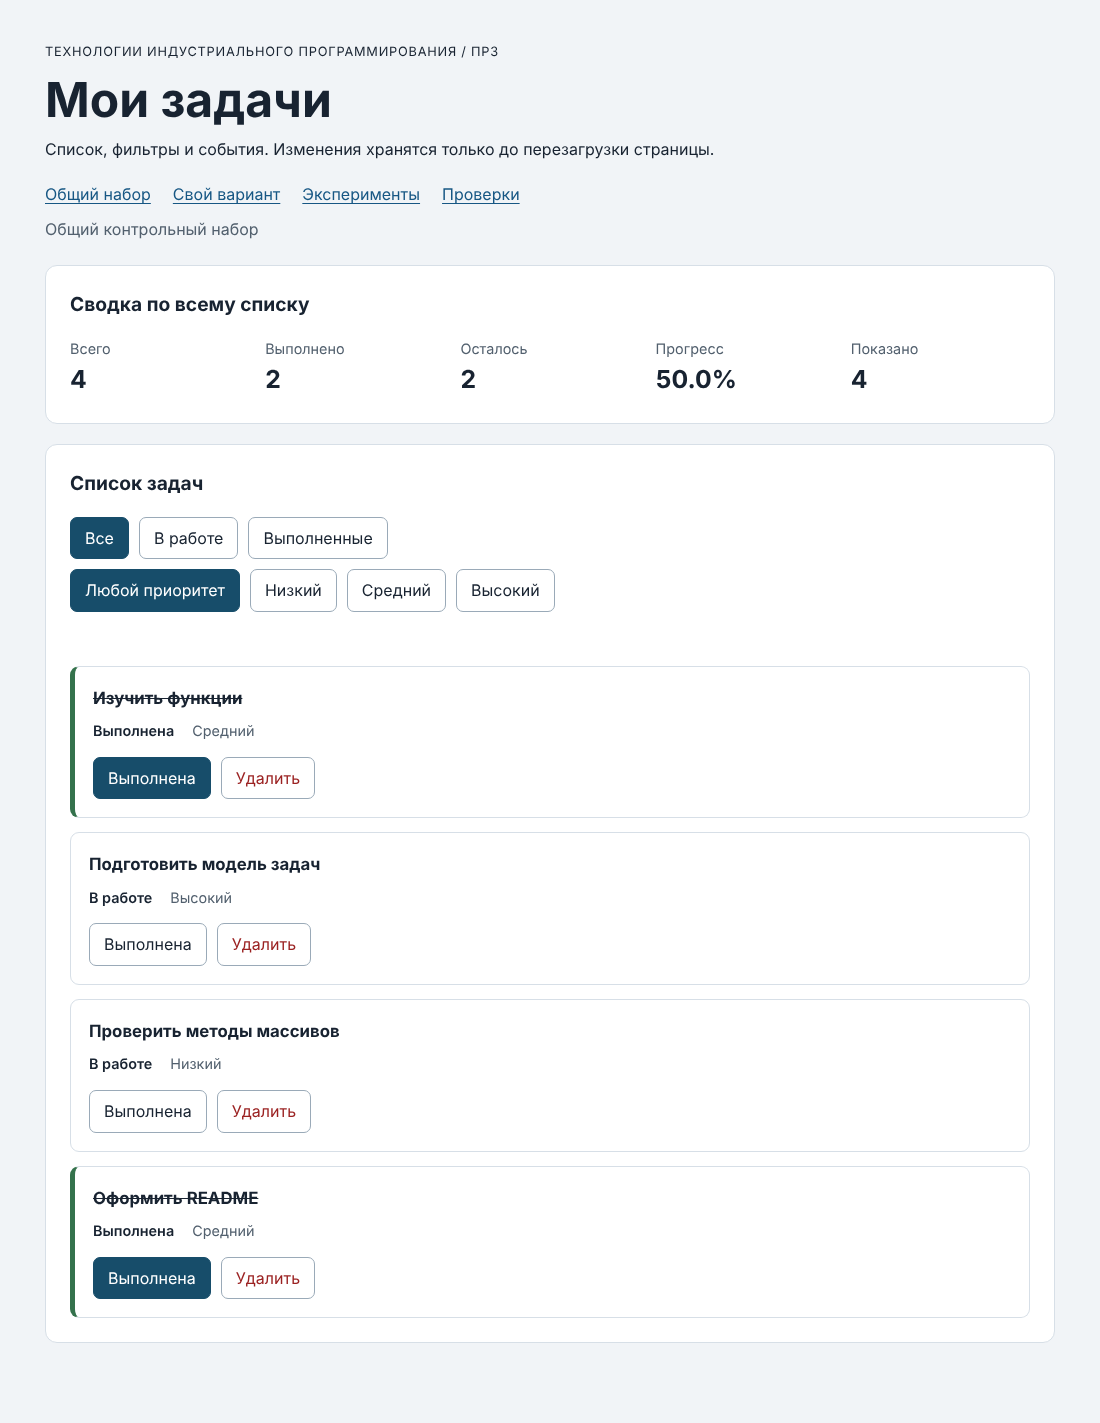 ТЕХНОЛОГИИ ИНДУСТРИАЛЬНОГО ПРОГРАММИРОВАНИЯ / ПР3
Мои задачи
Список, фильтры и события. Изменения хранятся только до перезагрузки страницы.
Общий набор Свой вариант Эксперименты Проверки
Общий контрольный набор
Сводка по всему списку
Всего Выполнено Осталось Прогресс Показано
4 2 2 50.0% 4
Список задач
Все В работе Выполненные
Любой приоритет Низкий Средний Высокий
Изучить функции
Выполнена Средний
Выполнена Удалить
Подготовить модель задач
В работе Высокий
Выполнена Удалить
Проверить методы массивов
В работе Низкий
Выполнена Удалить
Оформить README
Выполнена Средний
Выполнена Удалить